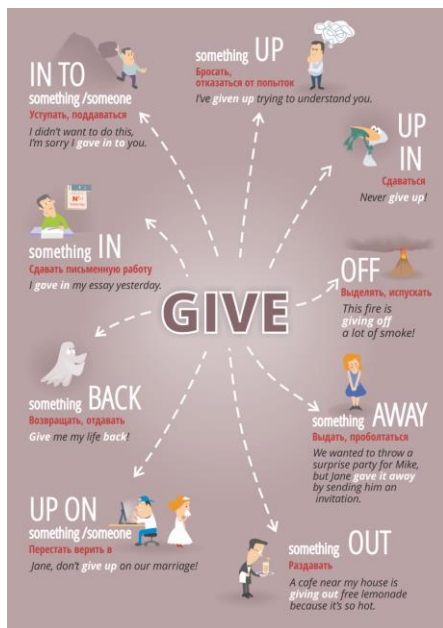 IN TO
something /someone
Уступать, поддаваться
I didn't want to do this,
I'm sorry I gave in to you.
something UP
Бросать,
отказаться от попыток
I've given up trying to understand you.
UP
IN
Сдаваться
Never give up!
something IN
Сдавать письменную работу
I gave in my essay yesterday.
OFF
Выделять, испускать
This fire is
giving off
a lot of smoke!
GIVE
something BACK
Возвращать, отдавать
Give me my life back!
something AWAY
Выдать, проболтаться
We wanted to throw a
surprise party for Mike,
but Jane gave it away
by sending him an
invitation.
UP ON
something /someone
Перестать верить в
Jane, don't give up on our marriage!
something OUT
Раздавать
A cafe near my house is
giving out free lemonade
because it's so hot.